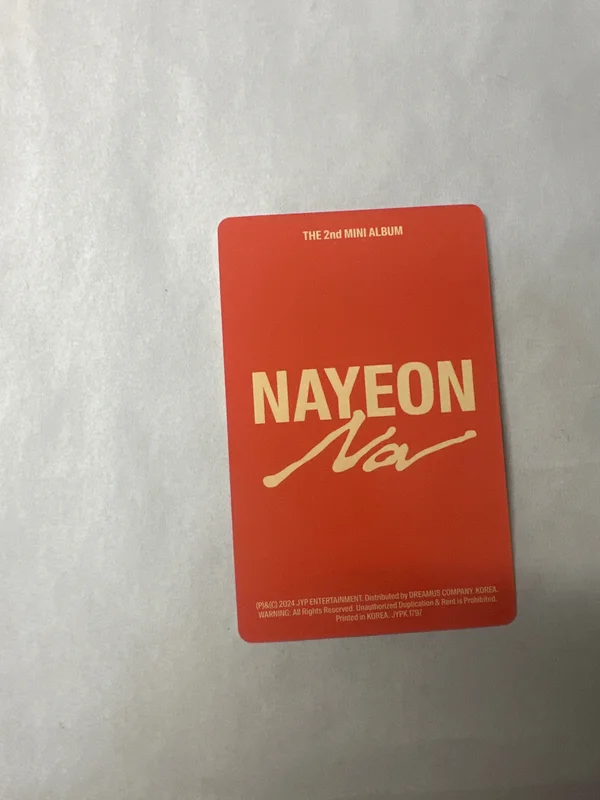 THE 2nd MINI ALBUM
NAYEON
Na
(P)&(C) 2024 JYP ENTERTAINMENT. Distributed by DREAMUS COMPANY. KOREA.
WARNING: All Rights Reserved. Unauthorized Duplication & Rent is Prohibited.
Printed in KOREA. JYPK 1797